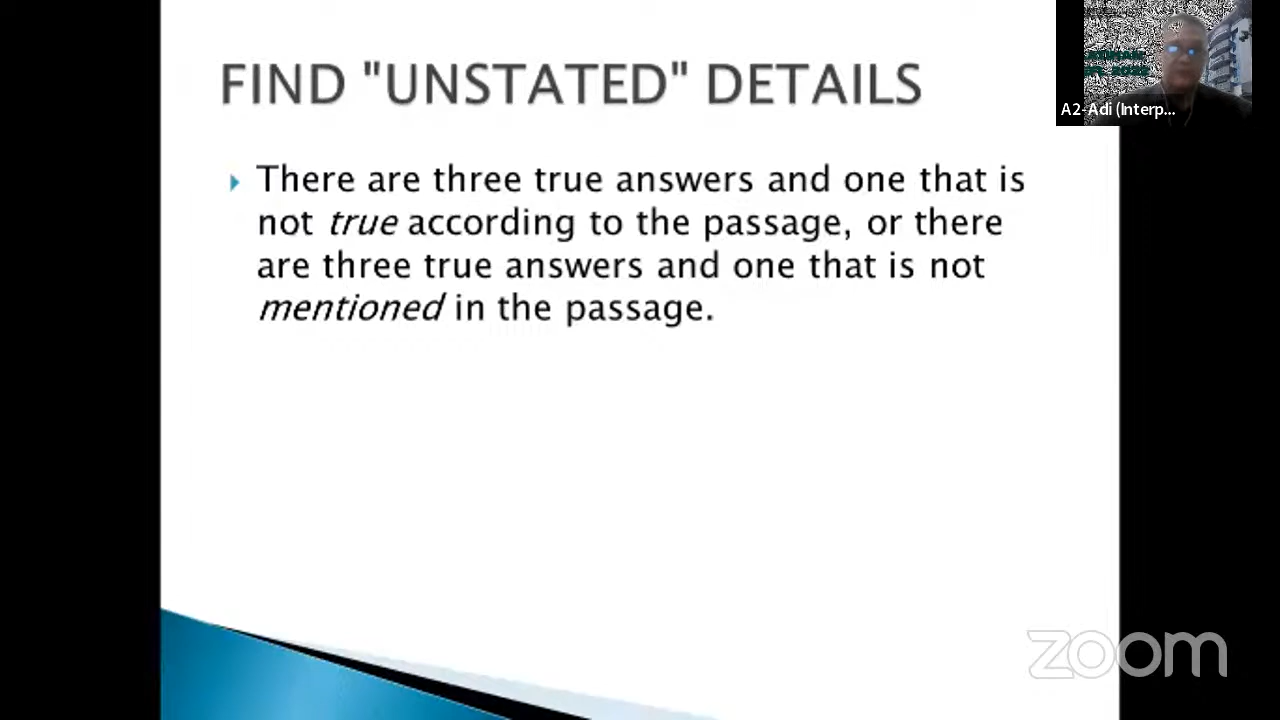 FIND "UNSTATED" DETAILS
There are three true answers and one that is
not true according to the passage, or there
are three true answers and one that is not
mentioned in the passage.
A2-Adi (Interp...
zoom